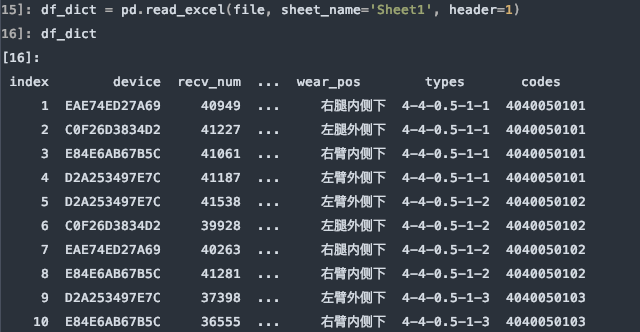 15]: df_dict = pd.read_excel(file, sheet_name='Sheet1', header=1)
16]: df_dict
[16]:
index device recv_num ... wear_pos types codes
1 EAE74ED27A69 40949 ... 右腿内侧下 4-4-0.5-1-1 4040050101
2 C0F26D3834D2 41227 ... 左腿外侧下 4-4-0.5-1-1 4040050101
3 E84E6AB67B5C 41061 ... 右臂内侧下 4-4-0.5-1-1 4040050101
4 D2A253497E7C 41187 ... 左臂外侧下 4-4-0.5-1-1 4040050101
5 D2A253497E7C 41538 ... 左臂外侧下 4-4-0.5-1-2 4040050102
6 C0F26D3834D2 39928 ... 左腿外侧下 4-4-0.5-1-2 4040050102
7 EAE74ED27A69 40263 ... 右腿内侧下 4-4-0.5-1-2 4040050102
8 E84E6AB67B5C 41281 ... 右臂内侧下 4-4-0.5-1-2 4040050102
9 D2A253497E7C 37398 ... 左臂外侧下 4-4-0.5-1-3 4040050103
10 E84E6AB67B5C 36555 ... 右臂内侧下 4-4-0.5-1-3 4040050103